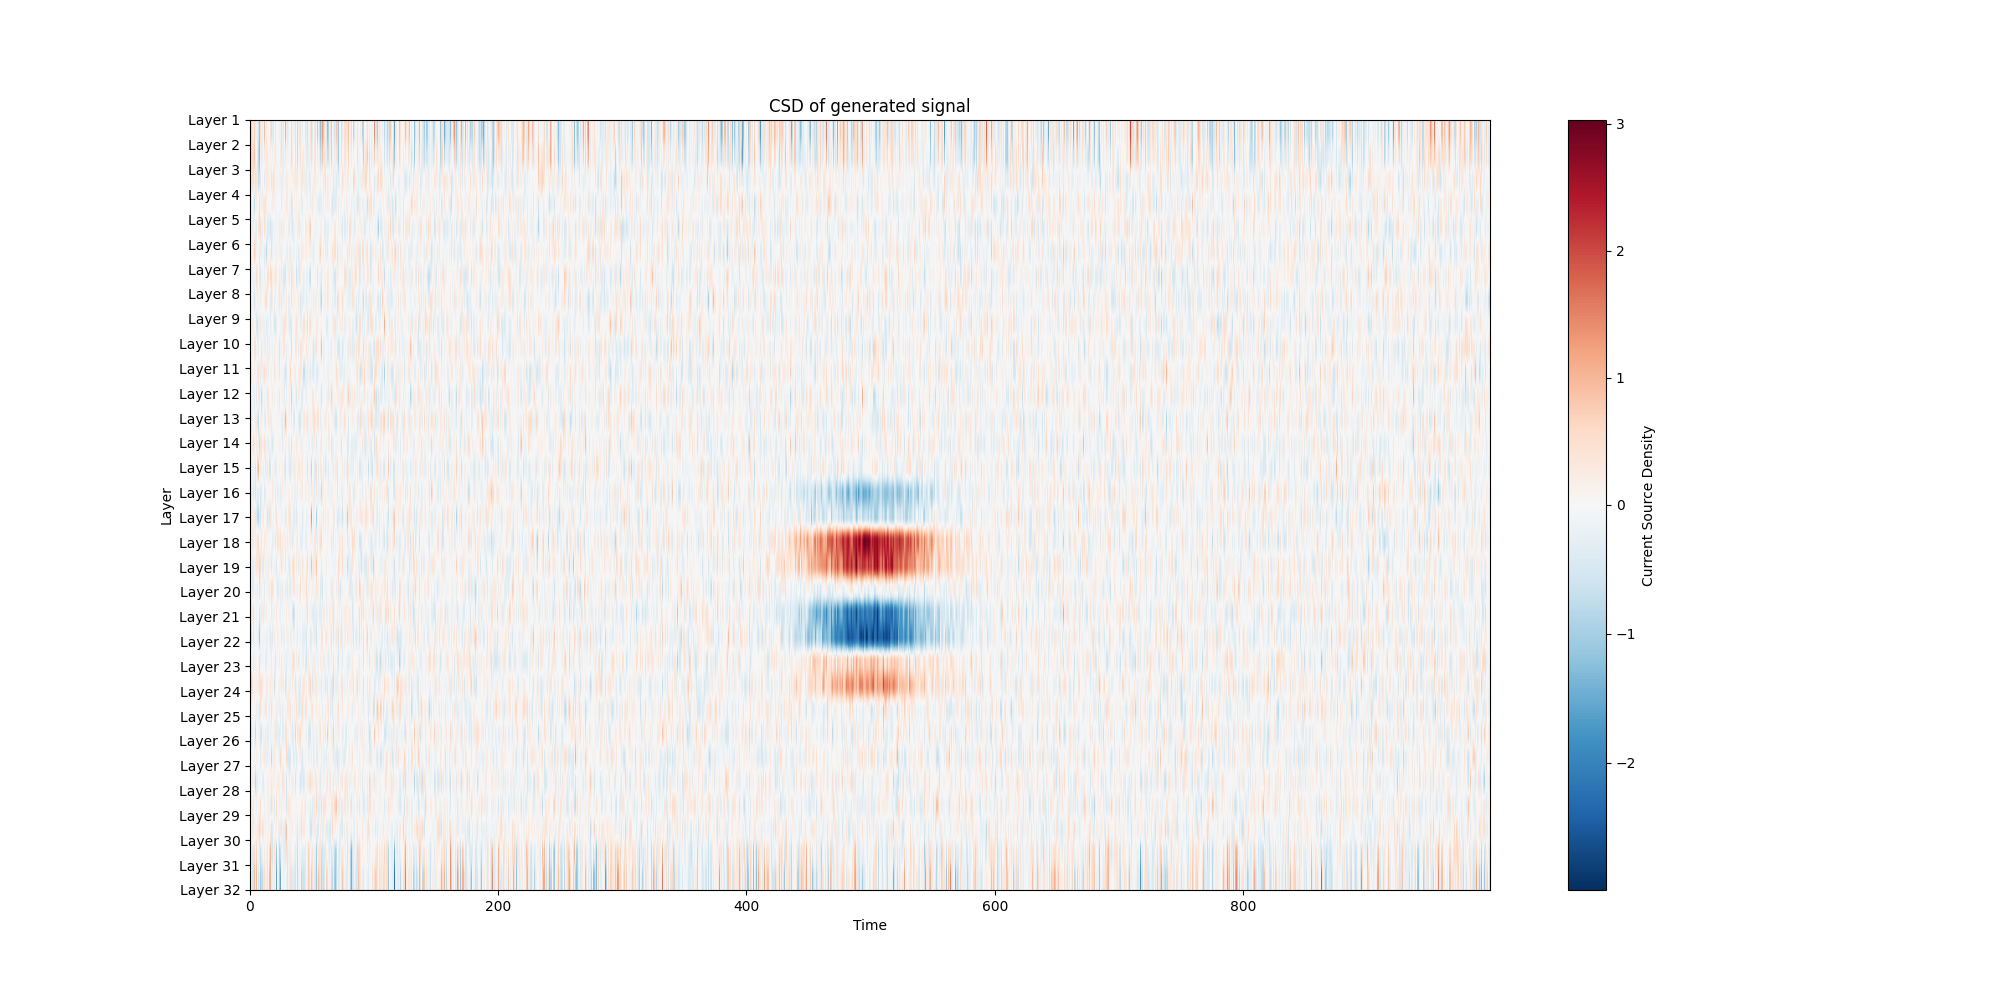 CSD of generated signal
Layer 1
Layer 2
Layer 3
Layer 4
Layer 5
Layer 6
Layer 7
Layer 8
Layer 9
Layer 10
Layer 11
Layer 12
Layer 13
Layer 14
Layer 15
Layer 16
Layer 17
Layer 18
Layer 19
Layer 20
Layer 21
Layer 22
Layer 23
Layer 24
Layer 25
Layer 26
Layer 27
Layer 28
Layer 29
Layer 30
Layer 31
Layer 32
Layer
0 200 400 600 800
Time
3
2
1
0
−1
−2
Current Source Density